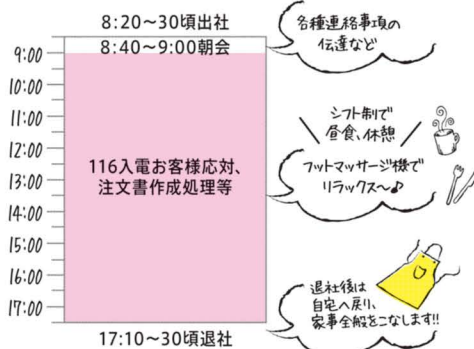 8:20～30頃出社
各種連絡事項の
伝達など
8:40～9:00朝会
9:00
10:00
11:00
シフト制で
昼食、休憩
12:00
116入電お客様応対、
注文書作成処理等
フットマッサージ機で
リラックス～♪
13:00
14:00
15:00
16:00
17:00
退社後は
自宅へ戻り、
家事全般をこなします!!
17:10～30頃退社